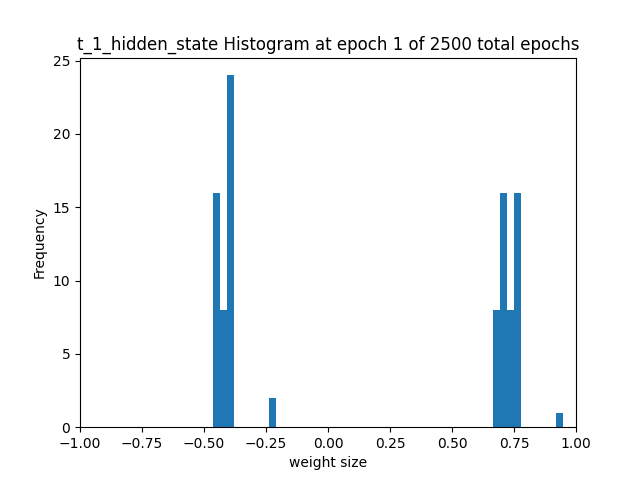 t_1_hidden_state Histogram at epoch 1 of 2500 total epochs
25
20
15
10
5
0
Frequency
−1.00 −0.75 −0.50 −0.25 0.00 0.25 0.50 0.75 1.00
weight size